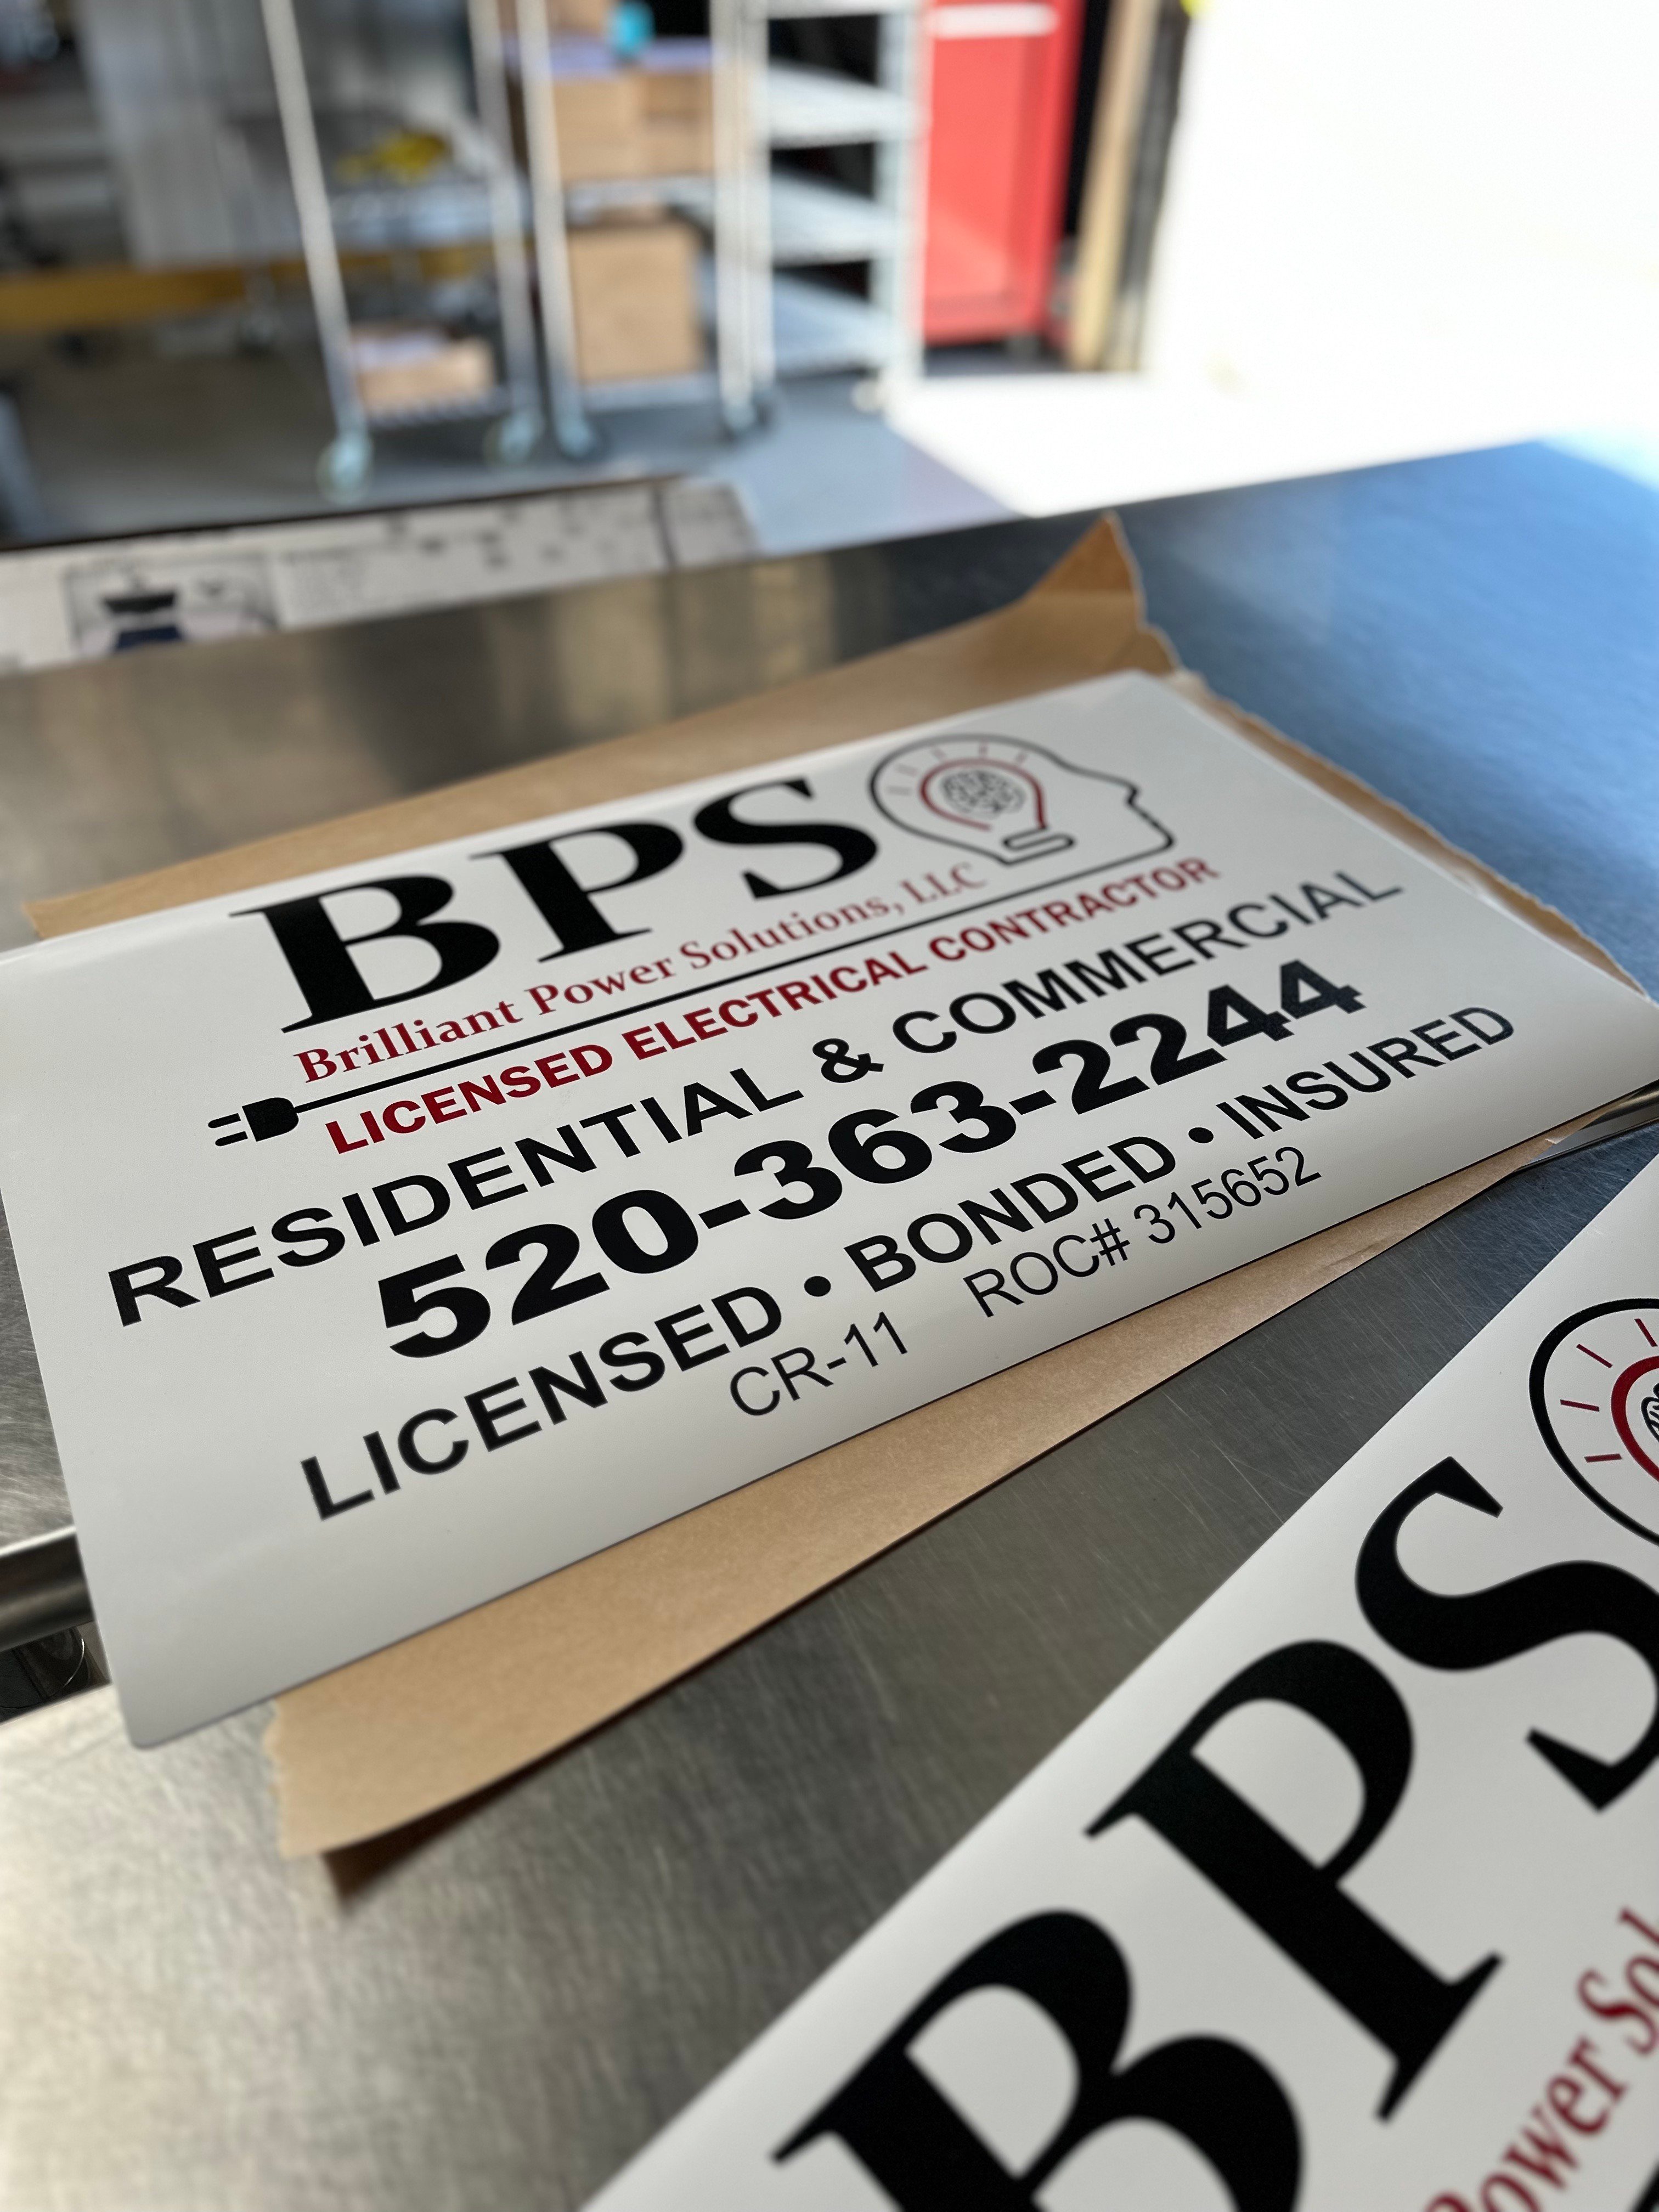 BPS
Brilliant Power Solutions, LLC
LICENSED ELECTRICAL CONTRACTOR
RESIDENTIAL & COMMERCIAL
520-363-2244
LICENSED • BONDED • INSURED
CR-11 ROC# 315652
BPS
Power Sol